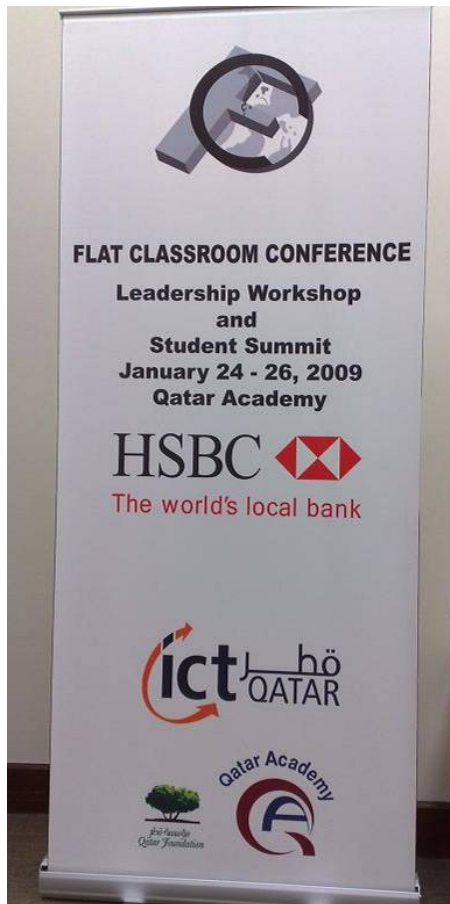 FLAT CLASSROOM CONFERENCE
Leadership Workshop
and
Student Summit
January 24 - 26, 2009
Qatar Academy
HSBC
The world's local bank
ict QATAR
Qatar Academy
QA
Qatar Foundation